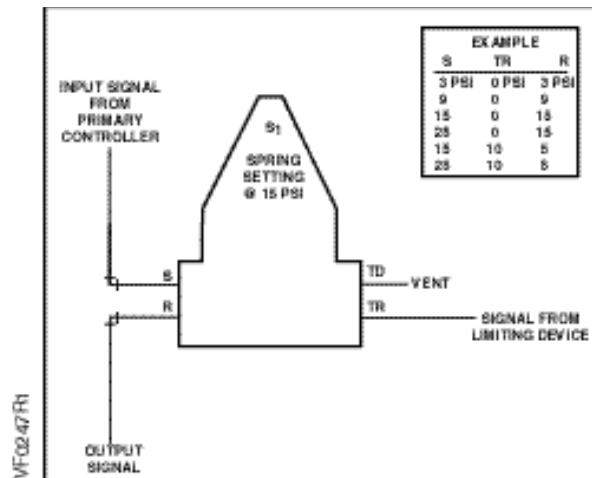 EXAMPLE
S TR R
3 PSI 0 PSI 3 PSI
9 0 9
15 0 15
25 0 15
15 10 5
25 10 5
INPUT SIGNAL
FROM
PRIMARY
CONTROLLER
S1
SPRING
SETTING
@ 15 PSI
S
R
TD
VENT
TR
SIGNAL FROM
LIMITING DEVICE
OUTPUT
SIGNAL
VF0247R1